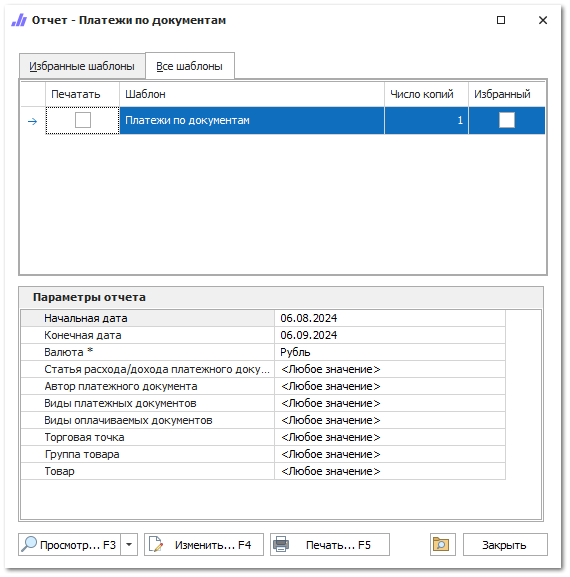 Отчет - Платежи по документам
Избранные шаблоны Все шаблоны
Печатать Шаблон Число копий Избранный
Платежи по документам 1
Параметры отчета
Начальная дата 06.08.2024
Конечная дата 06.09.2024
Валюта * Рубль
Статья расхода/дохода платежного доку... <Любое значение>
Автор платежного документа <Любое значение>
Виды платежных документов <Любое значение>
Виды оплачиваемых документов <Любое значение>
Торговая точка <Любое значение>
Группа товара <Любое значение>
Товар <Любое значение>
Просмотр... F3 Изменить... F4 Печать... F5 Закрыть